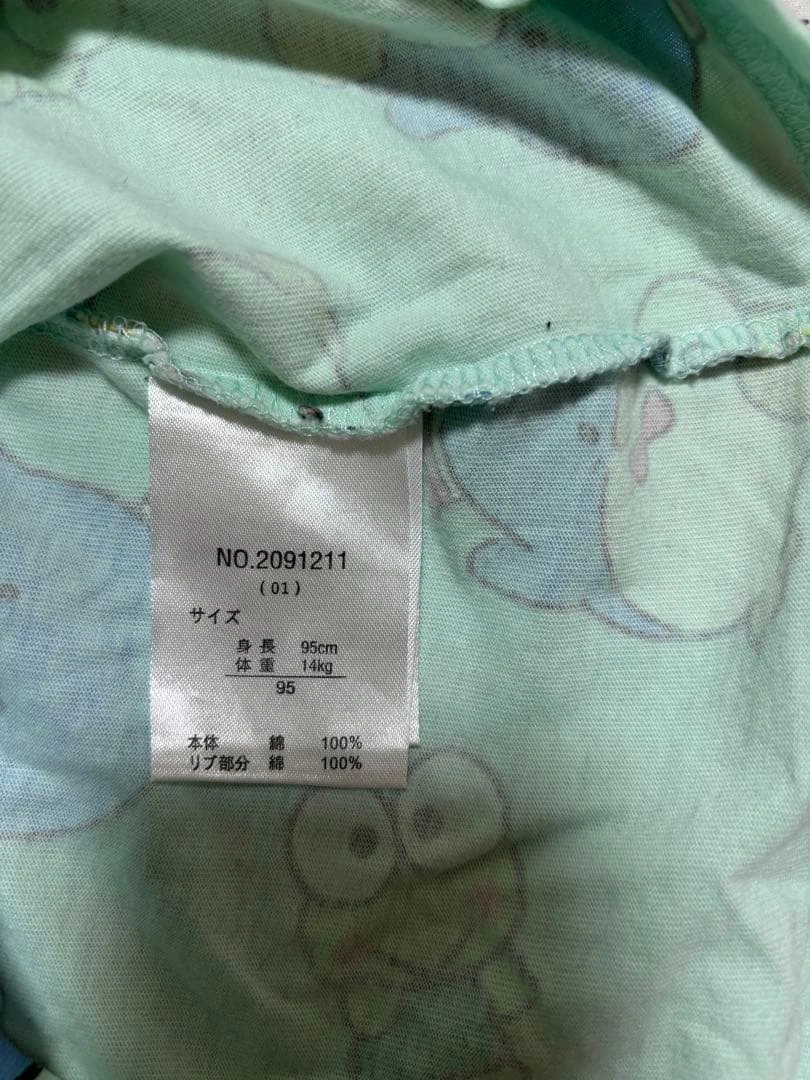 NO.2091211
(01)
サイズ
身長 95cm
体重 14kg
95
本体 綿 100%
リブ部分 綿 100%